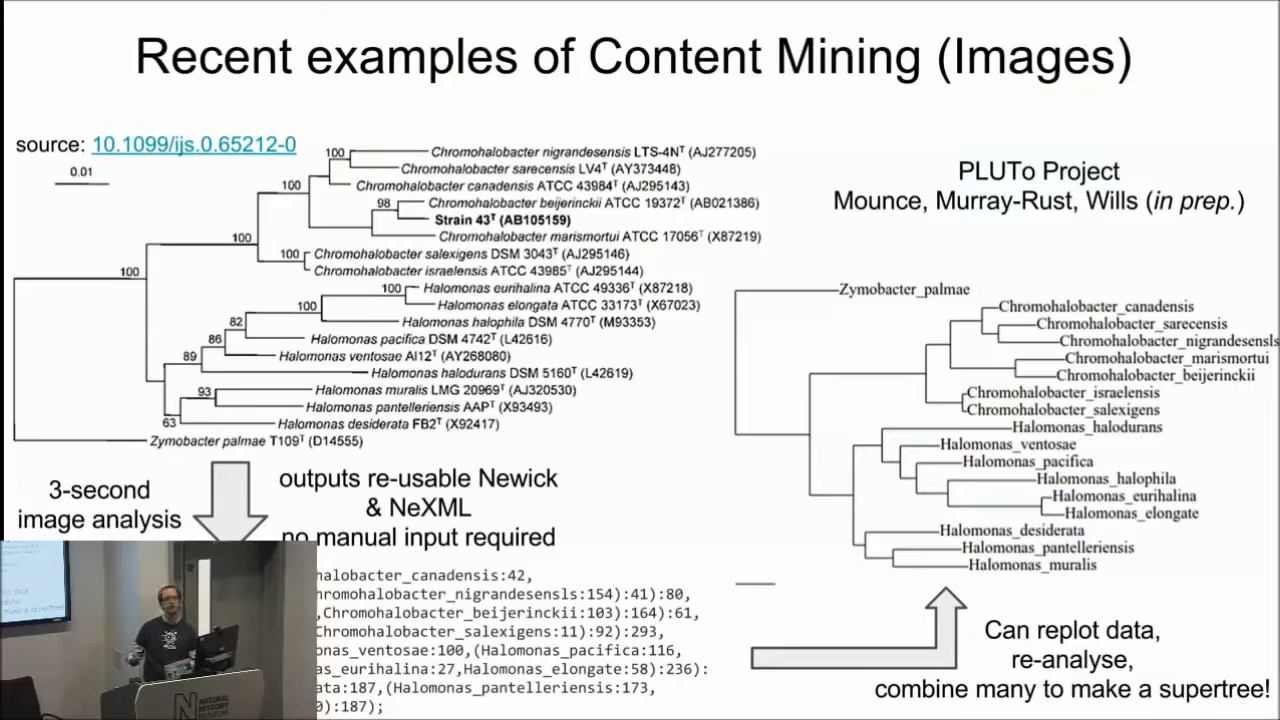 Recent examples of Content Mining (Images)
source: 10.1099/ijs.0.65212-0
0.01
100
Chromohalobacter nigrandesensis LTS-4Nᵀ (AJ277205)
Chromohalobacter sarecensis LV4ᵀ (AY373448)
100
Chromohalobacter canadensis ATCC 43984ᵀ (AJ295143)
98
Chromohalobacter beijerinckii ATCC 19372ᵀ (AB021386)
Strain 43ᵀ (AB105159)
100
Chromohalobacter marismortui ATCC 17056ᵀ (X87219)
100
Chromohalobacter salexigens DSM 3043ᵀ (AJ295146)
100
Chromohalobacter israelensis ATCC 43985ᵀ (AJ295144)
100
Halomonas eurihalina ATCC 49336ᵀ (X87218)
100
Halomonas elongata ATCC 33173ᵀ (X67023)
82
Halomonas halophila DSM 4770ᵀ (M93353)
86
Halomonas pacifica DSM 4742ᵀ (L42616)
89
Halomonas ventosae Al12ᵀ (AY268080)
Halomonas halodurans DSM 5160ᵀ (L42619)
93
Halomonas muralis LMG 20969ᵀ (AJ320530)
Halomonas pantelleriensis AAPᵀ (X93493)
63
Halomonas desiderata FB2ᵀ (X92417)
Zymobacter palmae T109ᵀ (D14555)
3-second
image analysis
outputs re-usable Newick
& NeXML
no manual input required
halobacter_canadensis:42,
hromohalobacter_nigrandesensls:154):41):80,
,Chromohalobacter_beijerinckii:103):164):61,
Chromohalobacter_salexigens:11):92):293,
onas_ventosae:100,(Halomonas_pacifica:116,
as_eurihalina:27,Halomonas_elongate:58):236):
ata:187,(Halomonas_pantelleriensis:173,
0):187);
NATURAL
HISTORY
MUSEUM
PLUTo Project
Mounce, Murray-Rust, Wills (in prep.)
Zymobacter_palmae
Chromohalobacter_canadensis
Chromohalobacter_sarecensis
Chromohalobacter_nigrandesensls
Chromohalobacter_marismortui
Chromohalobacter_beijerinckii
Chromohalobacter_israelensis
Chromohalobacter_salexigens
Halomonas_halodurans
Halomonas_ventosae
Halomonas_pacifica
Halomonas_halophila
Halomonas_eurihalina
Halomonas_elongate
Halomonas_desiderata
Halomonas_pantelleriensis
Halomonas_muralis
Can replot data,
re-analyse,
combine many to make a supertree!